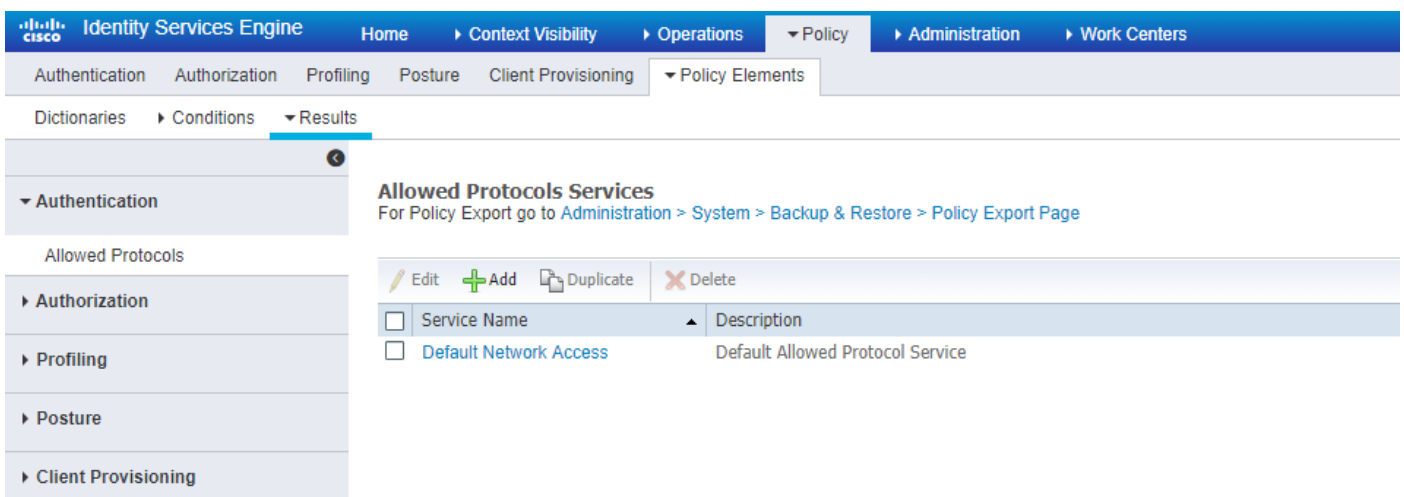 CISCO Identity Services Engine Home Context Visibility Operations Policy Administration Work Centers
Authentication Authorization Profiling Posture Client Provisioning Policy Elements
Dictionaries Conditions Results
Authentication
Allowed Protocols
Authorization
Profiling
Posture
Client Provisioning
Allowed Protocols Services
For Policy Export go to Administration > System > Backup & Restore > Policy Export Page
Edit Add Duplicate Delete
Service Name Description
Default Network Access Default Allowed Protocol Service